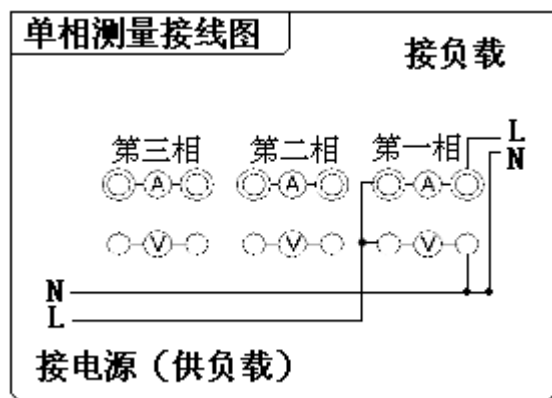 单相测量接线图
接负载
第三相 第二相 第一相
L
N
A A A
V V V
N
L
接电源（供负载）